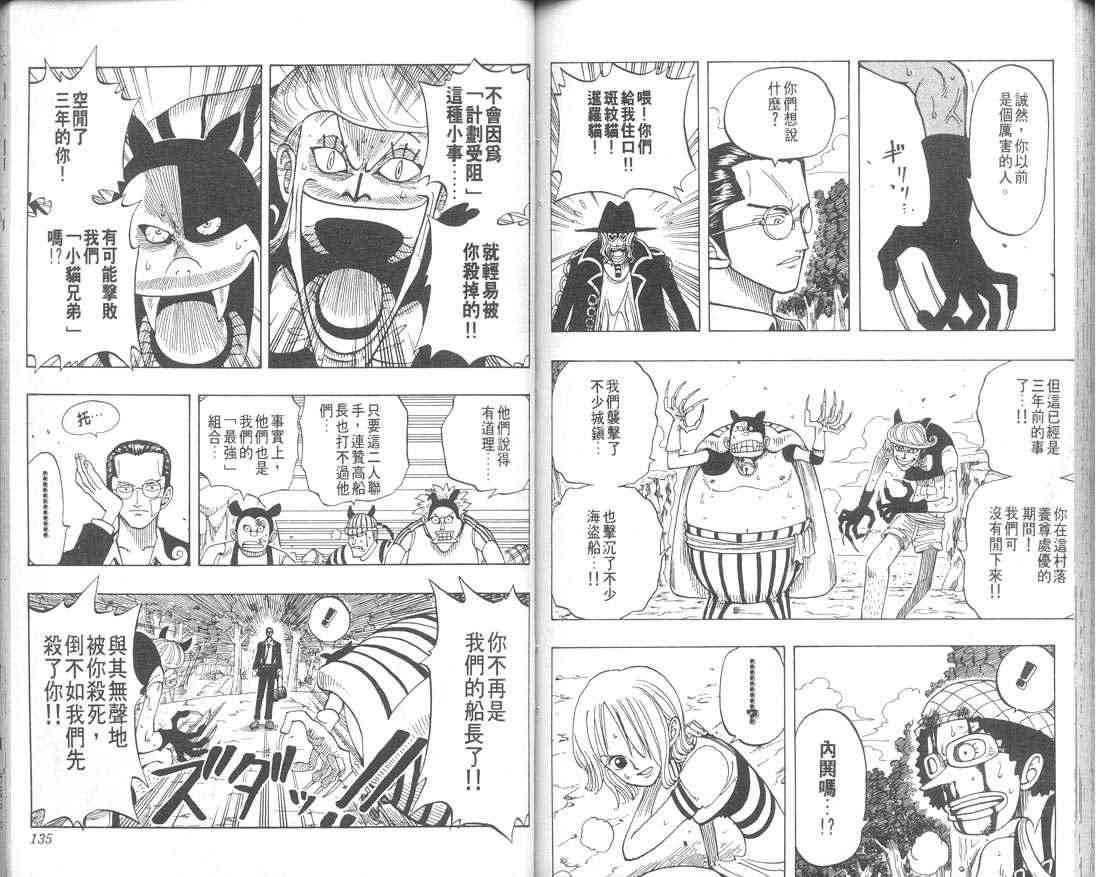 誠然，你以前
是個厲害的人。
ギリッ
你們想說
什麼？
喂！你們
給我住口！！
斑紋貓！
暹羅貓！
但這已經是
三年前的事
了…！！
你在這村落
養尊處優的
期間！
我們可
沒有閒下來！！
我們襲擊了
不少城鎮…
也擊沉了不少
海盜船…！！
！
內鬨嗎…！？
…………？
不會因為
「計劃受阻」
這種小事……
就輕易被
你殺掉的！！
空閒了
三年的你！
有可能擊敗
我們
「小貓兄弟」
嗎！？
他們說得
有道理……
只要這二人聯
手，連贊高船
長也打不過他
們…
事實上，
他們也是
我們的
「最強」
組合…
托…
…………
你不再是
我們的船長了！！
！
與其無聲地
被你殺死，
倒不如我們先
殺了你！！
ズダッ！！
135